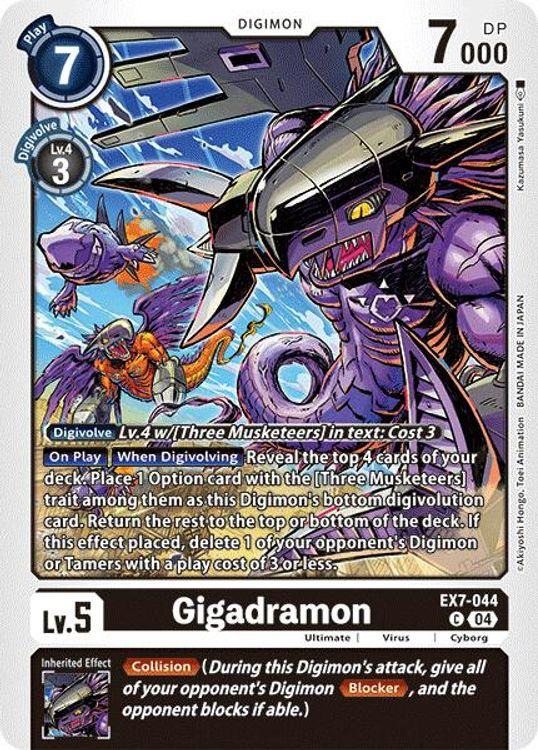 Play
7
DIGIMON
7000
DP
Digivolve
Lv.4
3
Kazumasa Yasukuni
©Akiyoshi Hongo, Toei Animation BANDAI MADE IN JAPAN
Digivolve Lv.4 w/[Three Musketeers] in text: Cost 3
On Play When Digivolving Reveal the top 4 cards of your
deck. Place 1 Option card with the [Three Musketeers]
trait among them as this Digimon's bottom digivolution
card. Return the rest to the top or bottom of the deck. If
this effect placed, delete 1 of your opponent's Digimon
or Tamers with a play cost of 3 or less.
Lv.5
Gigadramon
EX7-044
C 04
Ultimate | Virus | Cyborg
Inherited Effect
Collision (During this Digimon's attack, give all
of your opponent's Digimon Blocker, and the
opponent blocks if able.)